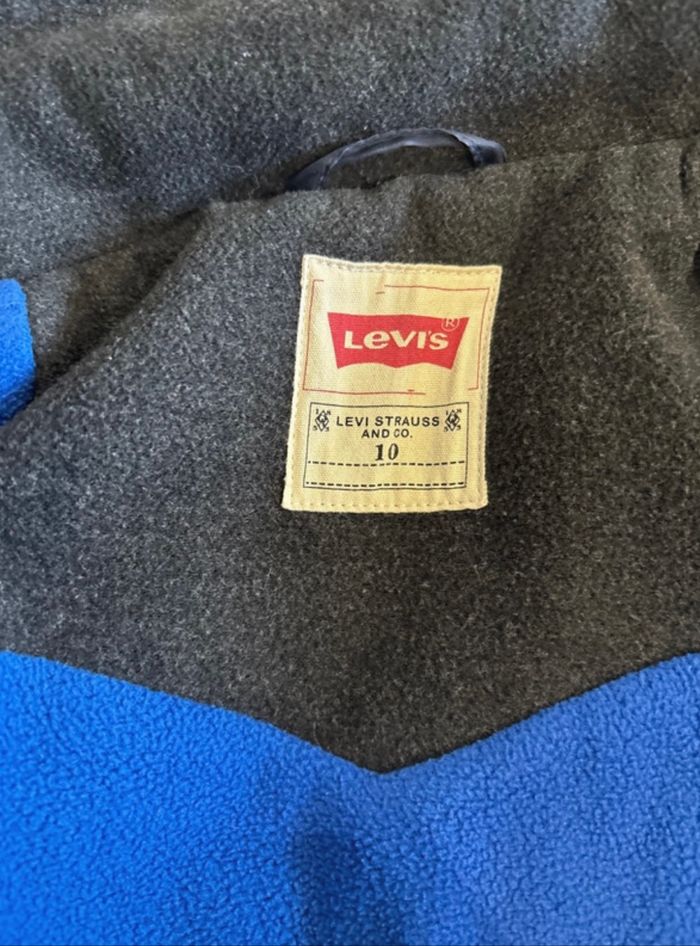 LEVI'S ®
LEVI STRAUSS
AND CO.
10